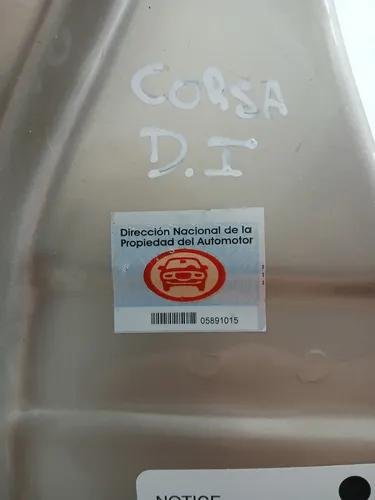 CORSA
D.I
Dirección Nacional de la
Propiedad del Automotor
05891015
NOTICE